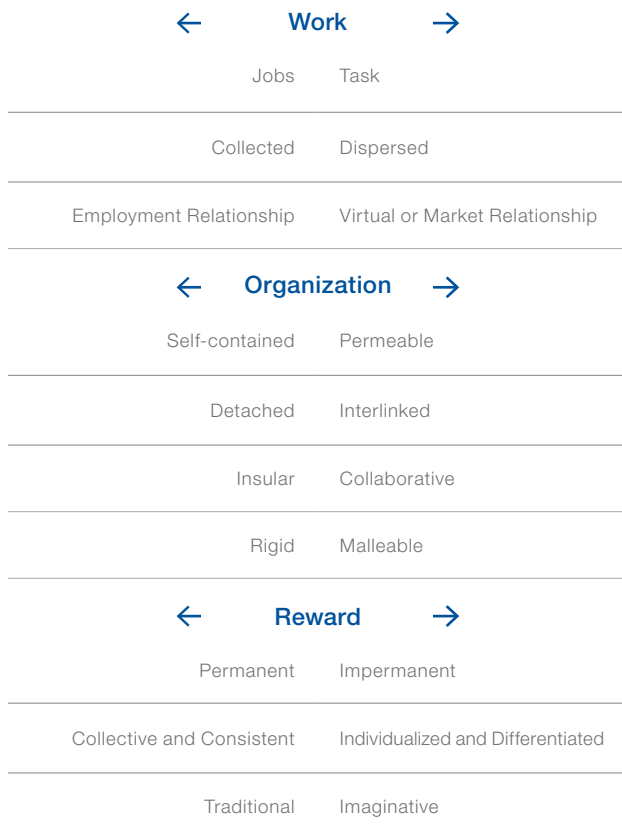 ← Work →
Jobs Task
Collected Dispersed
Employment Relationship Virtual or Market Relationship
← Organization →
Self-contained Permeable
Detached Interlinked
Insular Collaborative
Rigid Malleable
← Reward →
Permanent Impermanent
Collective and Consistent Individualized and Differentiated
Traditional Imaginative